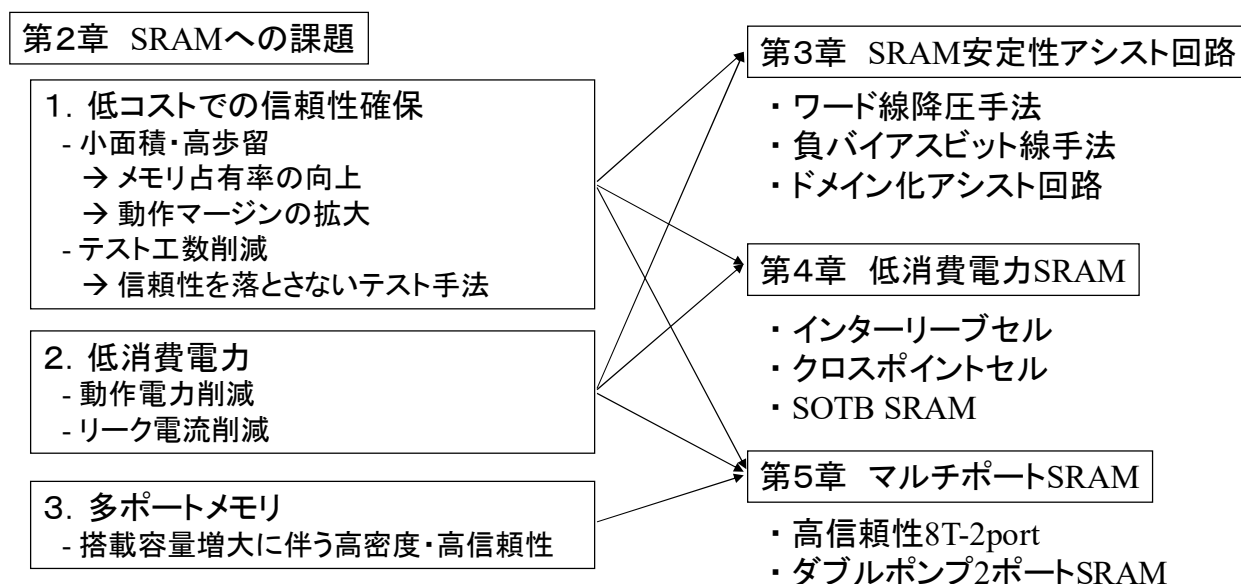 第2章 SRAMへの課題
1. 低コストでの信頼性確保
- 小面積・高歩留
→ メモリ占有率の向上
→ 動作マージンの拡大
- テスト工数削減
→ 信頼性を落とさないテスト手法
2. 低消費電力
- 動作電力削減
- リーク電流削減
3. 多ポートメモリ
- 搭載容量増大に伴う高密度・高信頼性
第3章 SRAM安定性アシスト回路
・ワード線降圧手法
・負バイアスビット線手法
・ドメイン化アシスト回路
第4章 低消費電力SRAM
・インターリーブセル
・クロスポイントセル
・SOTB SRAM
第5章 マルチポートSRAM
・高信頼性8T-2port
・ダブルポンプ2ポートSRAM